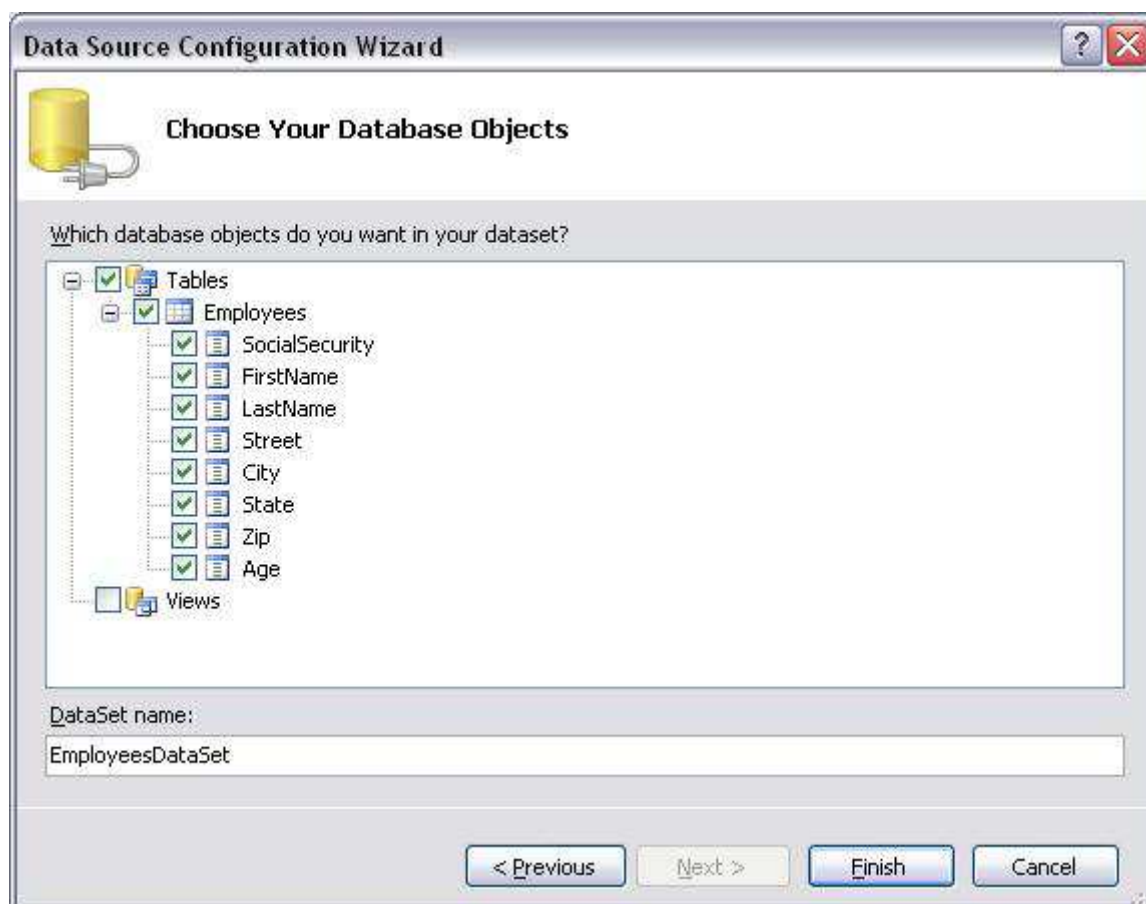 Data Source Configuration Wizard
?
Choose Your Database Objects
Which database objects do you want in your dataset?
Tables
Employees
SocialSecurity
FirstName
LastName
Street
City
State
Zip
Age
Views
DataSet name:
EmployeesDataSet
< Previous
Next >
Finish
Cancel